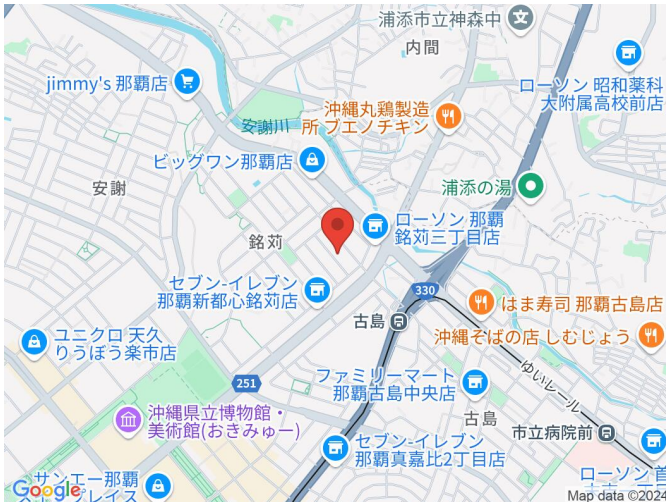 浦添市立神森中
内間
jimmy's 那覇店
ローソン 昭和薬科
大附属高校前店
沖縄丸鶏製造
所 ブエノチキン
安謝川
ビッグワン那覇店
安謝
浦添の湯
ローソン 那覇
銘苅三丁目店
銘苅
セブン-イレブン
那覇新都心銘苅店
330
はま寿司 那覇古島店
古島
ユニクロ 天久
りうぼう楽市店
沖縄そばの店 しむじょう
ゆいレール
251
ファミリーマート
那覇古島中央店
沖縄県立博物館・
美術館(おきみゅー)
古島
市立病院前
セブン-イレブン
那覇真嘉比2丁目店
サンエー那覇
ローソン 首
Google
Map data ©2024